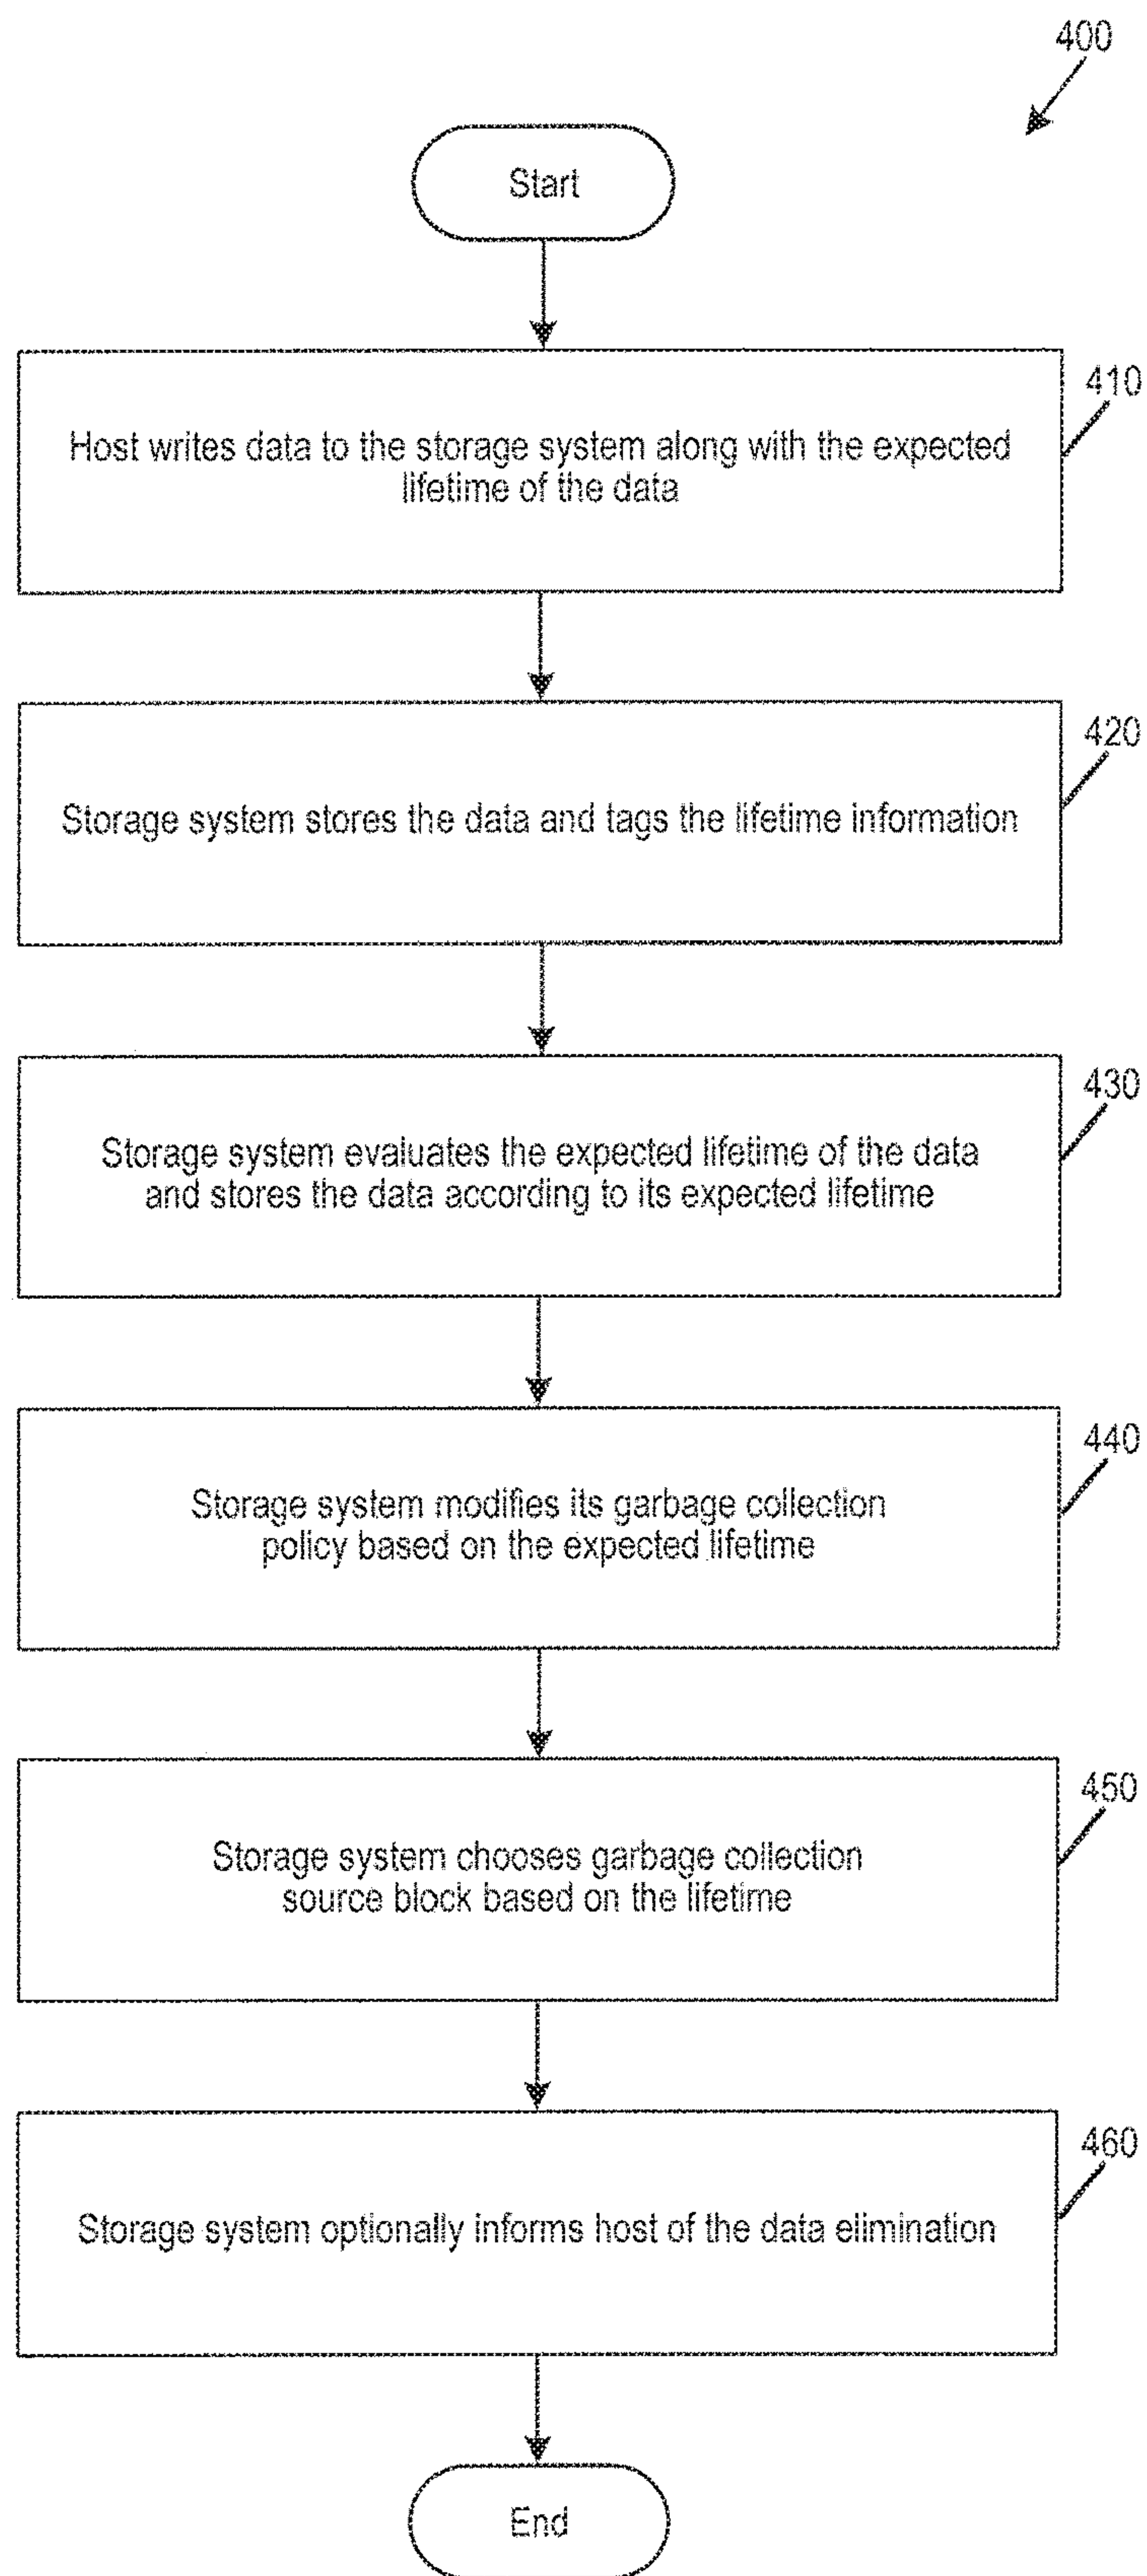 400
Start
410
Host writes data to the storage system along with the expected
lifetime of the data
420
Storage system stores the data and tags the lifetime information
430
Storage system evaluates the expected lifetime of the data
and stores the data according to its expected lifetime
440
Storage system modifies its garbage collection
policy based on the expected lifetime
450
Storage system chooses garbage collection
source block based on the lifetime
460
Storage system optionally informs host of the data elimination
End